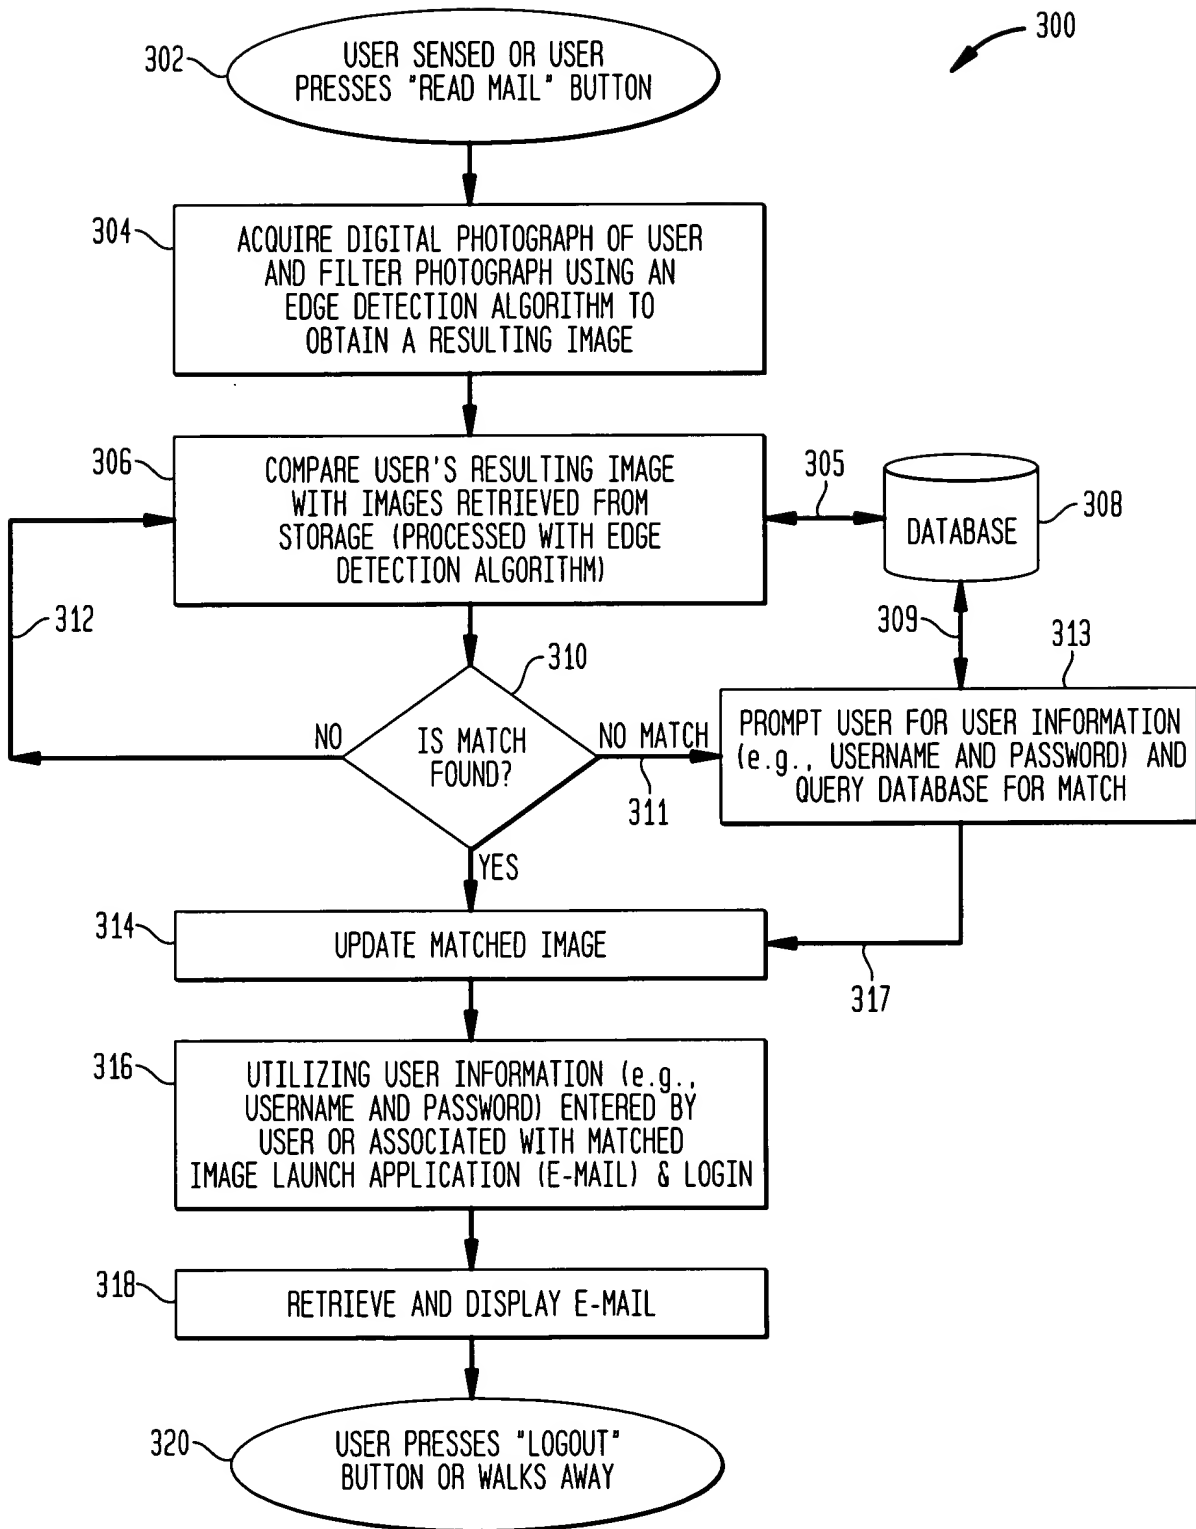 300
302
USER SENSED OR USER
PRESSES "READ MAIL" BUTTON
304
ACQUIRE DIGITAL PHOTOGRAPH OF USER
AND FILTER PHOTOGRAPH USING AN
EDGE DETECTION ALGORITHM TO
OBTAIN A RESULTING IMAGE
306
COMPARE USER'S RESULTING IMAGE
WITH IMAGES RETRIEVED FROM
STORAGE (PROCESSED WITH EDGE
DETECTION ALGORITHM)
305
DATABASE
308
312
309
313
310
NO
IS MATCH
FOUND?
NO MATCH
311
PROMPT USER FOR USER INFORMATION
(e.g., USERNAME AND PASSWORD) AND
QUERY DATABASE FOR MATCH
YES
314
UPDATE MATCHED IMAGE
317
316
UTILIZING USER INFORMATION (e.g.,
USERNAME AND PASSWORD) ENTERED BY
USER OR ASSOCIATED WITH MATCHED
IMAGE LAUNCH APPLICATION (E-MAIL) & LOGIN
318
RETRIEVE AND DISPLAY E-MAIL
320
USER PRESSES "LOGOUT"
BUTTON OR WALKS AWAY